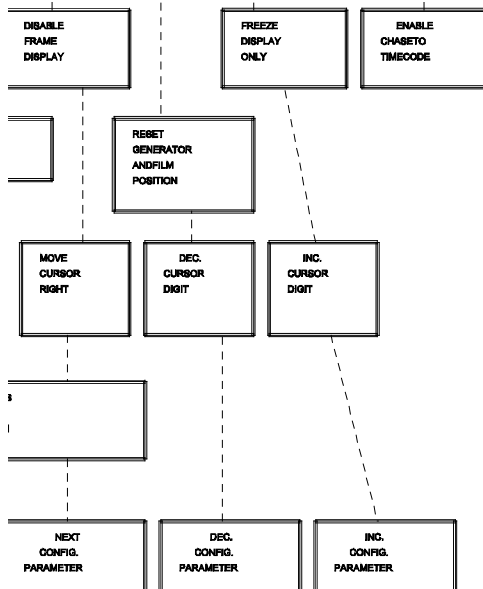 DISABLE
FRAME
DISPLAY
FREEZE
DISPLAY
ONLY
ENABLE
CHASETO
TIMECODE
RESET
GENERATOR
ANDFILM
POSITION
MOVE
CURSOR
RIGHT
DEC.
CURSOR
DIGIT
INC.
CURSOR
DIGIT
NEXT
CONFIG.
PARAMETER
DEC.
CONFIG.
PARAMETER
INC.
CONFIG.
PARAMETER